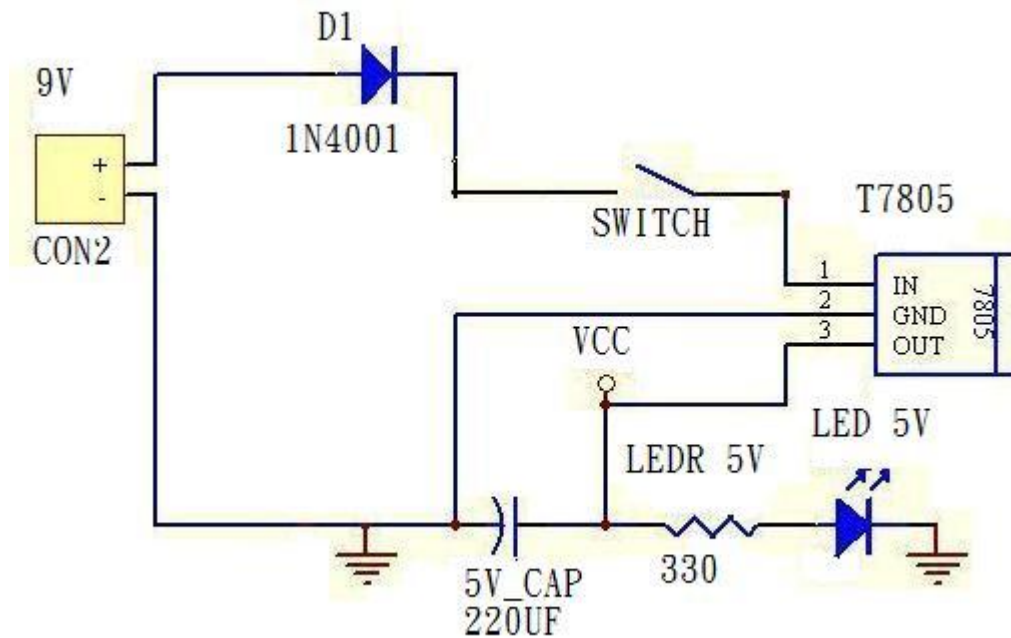 D1
9V
1N4001
+
-
CON2
SWITCH
T7805
1
IN
2
GND
3
OUT
7805
VCC
LED 5V
LEDR 5V
330
5V_CAP
220UF